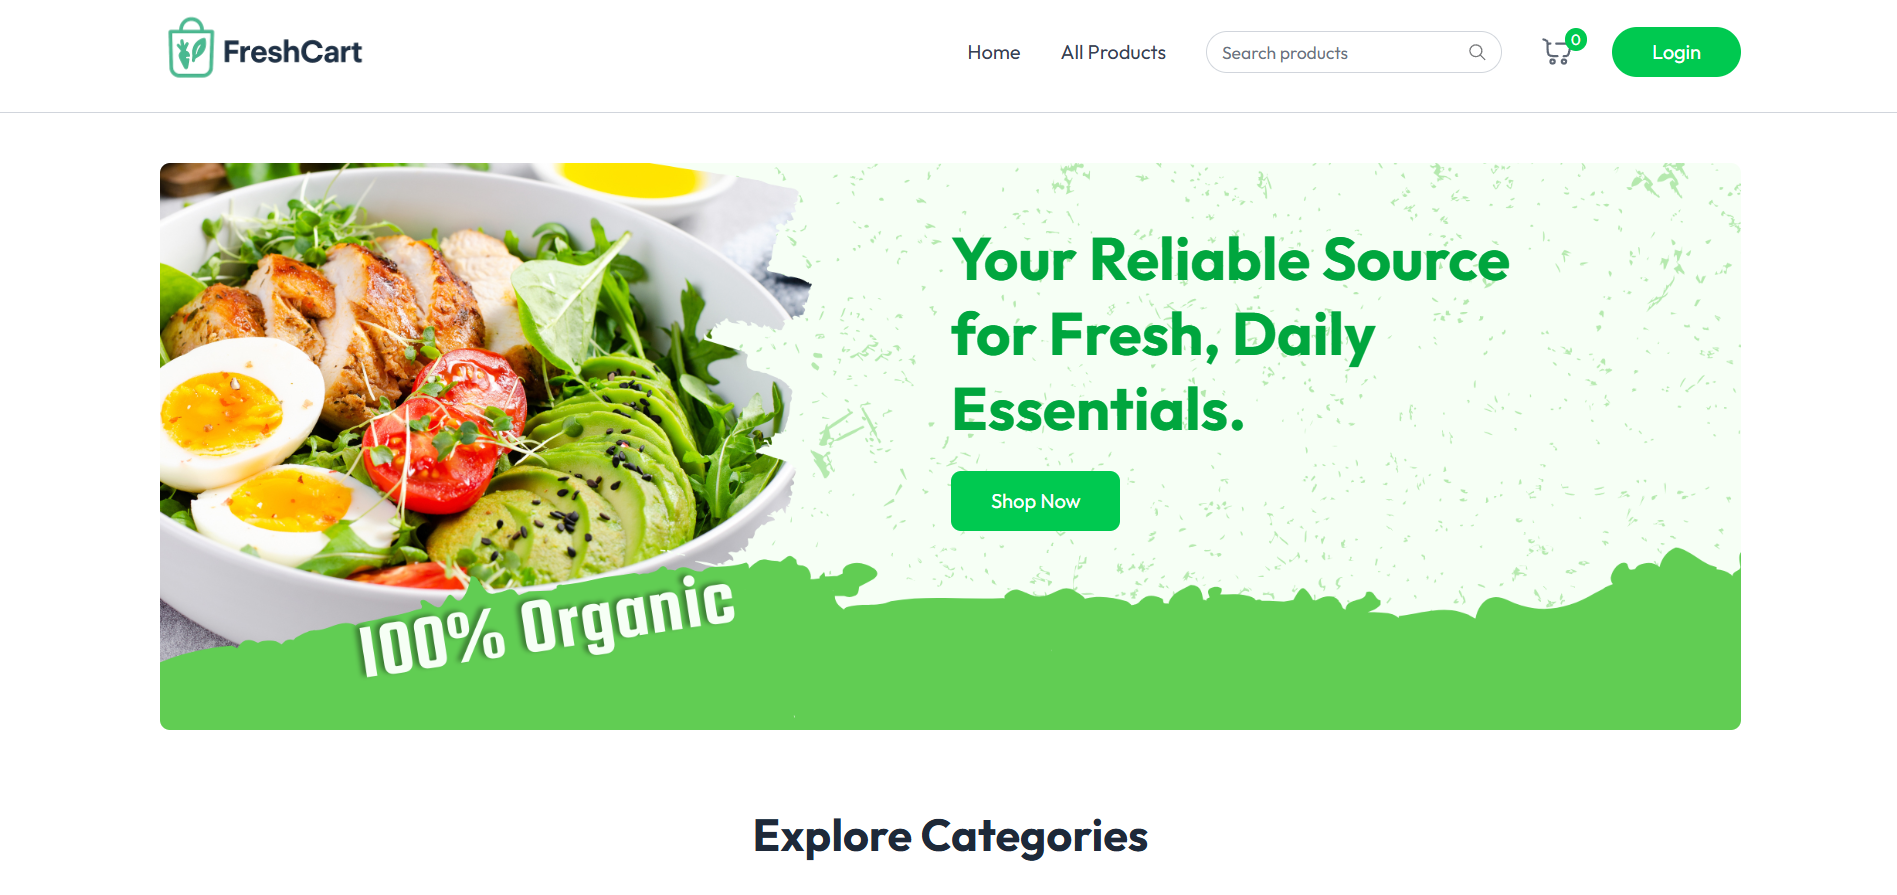 FreshCart
Home
All Products
Search products
0
Login
Your Reliable Source
for Fresh, Daily
Essentials.
Shop Now
100% Organic
Explore Categories